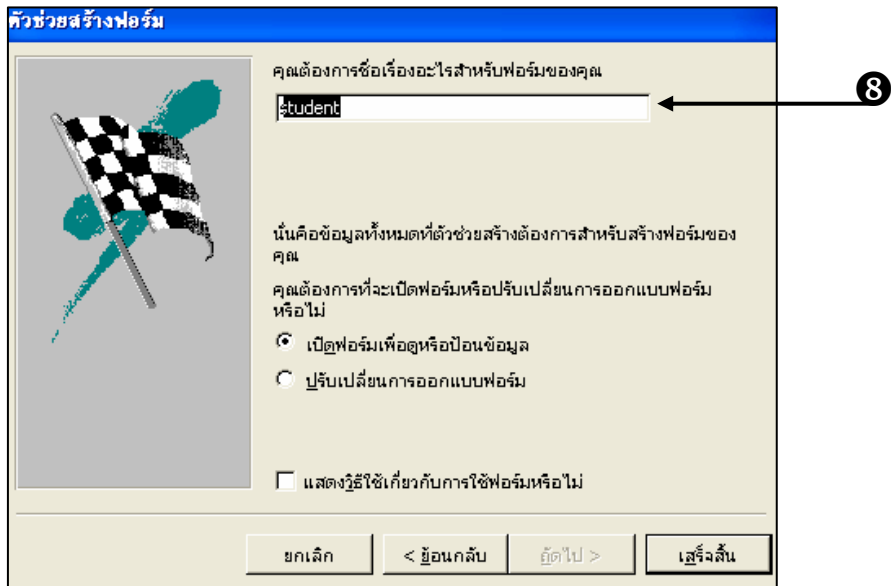 ตัวช่วยสร้างฟอร์ม
คุณต้องการชื่อเรื่องอะไรสำหรับฟอร์มของคุณ
student
❽
นั่นคือข้อมูลทั้งหมดที่ตัวช่วยสร้างต้องการสำหรับสร้างฟอร์มของ
คุณ
คุณต้องการที่จะเปิดฟอร์มหรือปรับเปลี่ยนการออกแบบฟอร์ม
หรือไม่
เปิดฟอร์มเพื่อดูหรือป้อนข้อมูล
ปรับเปลี่ยนการออกแบบฟอร์ม
แสดงวิธีใช้เกี่ยวกับการใช้ฟอร์มหรือไม่
ยกเลิก < ย้อนกลับ ถัดไป > เสร็จสิ้น